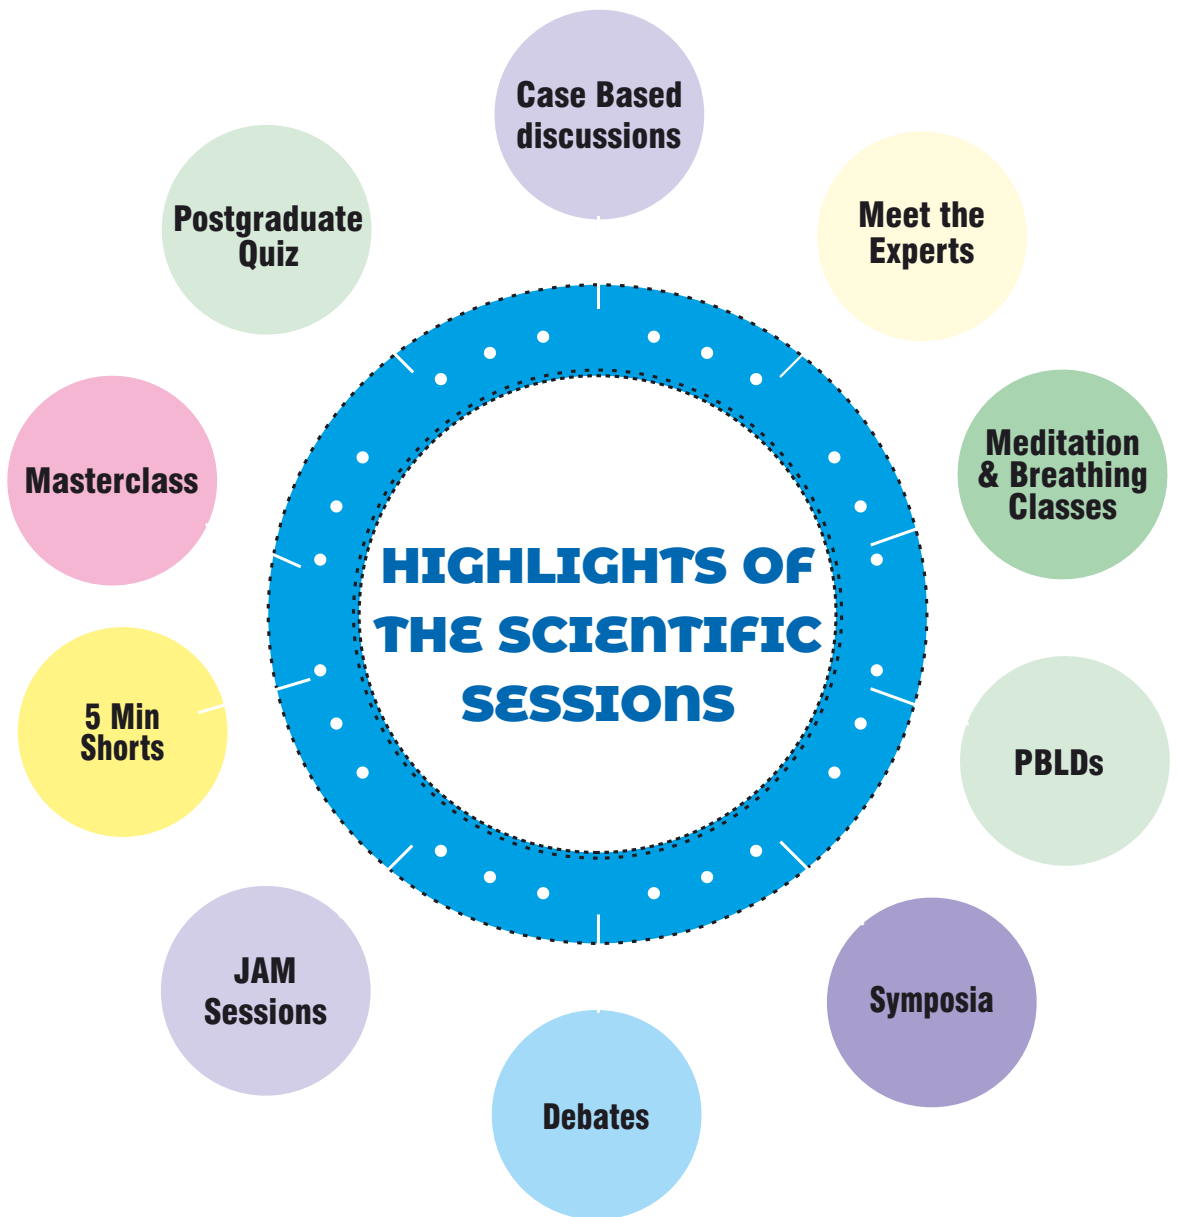 Case Based
discussions
Meet the
Experts
Meditation
& Breathing
Classes
PBLDs
Symposia
Debates
JAM
Sessions
5 Min
Shorts
Masterclass
Postgraduate
Quiz
HIGHLIGHTS OF
THE SCIENTIFIC
SESSIONS